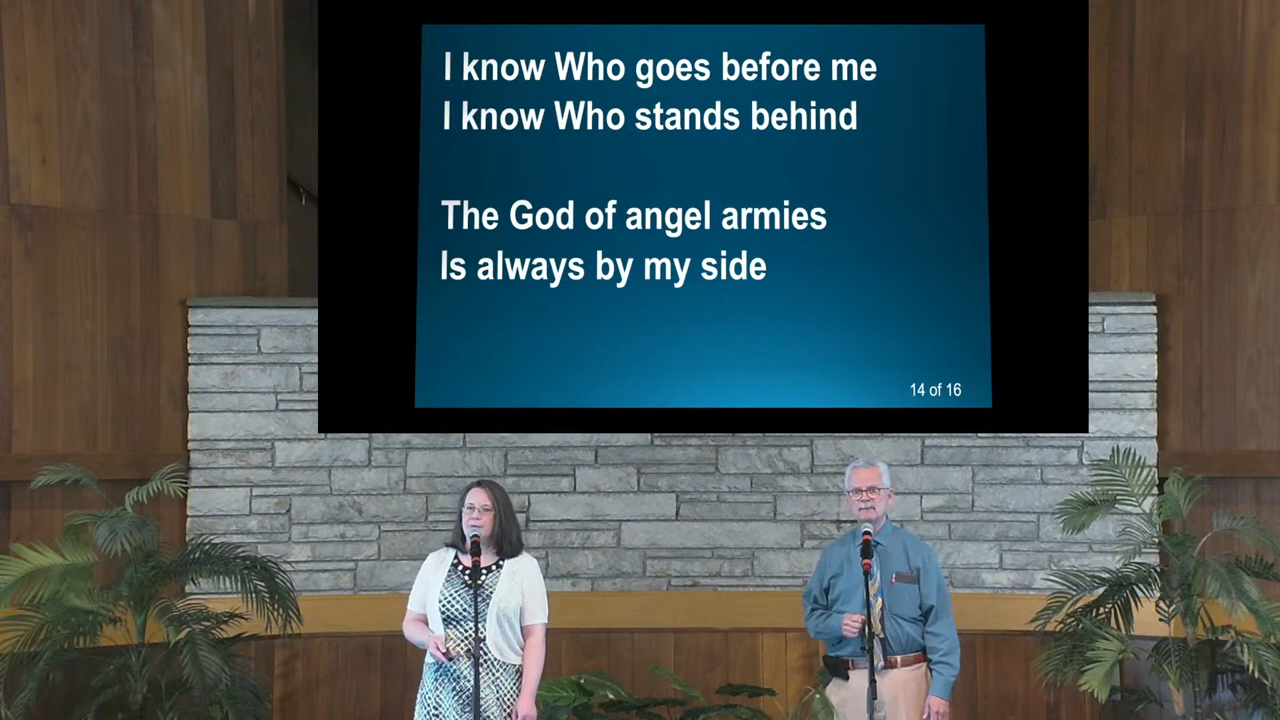 I know Who goes before me
I know Who stands behind
The God of angel armies
Is always by my side
14 of 16